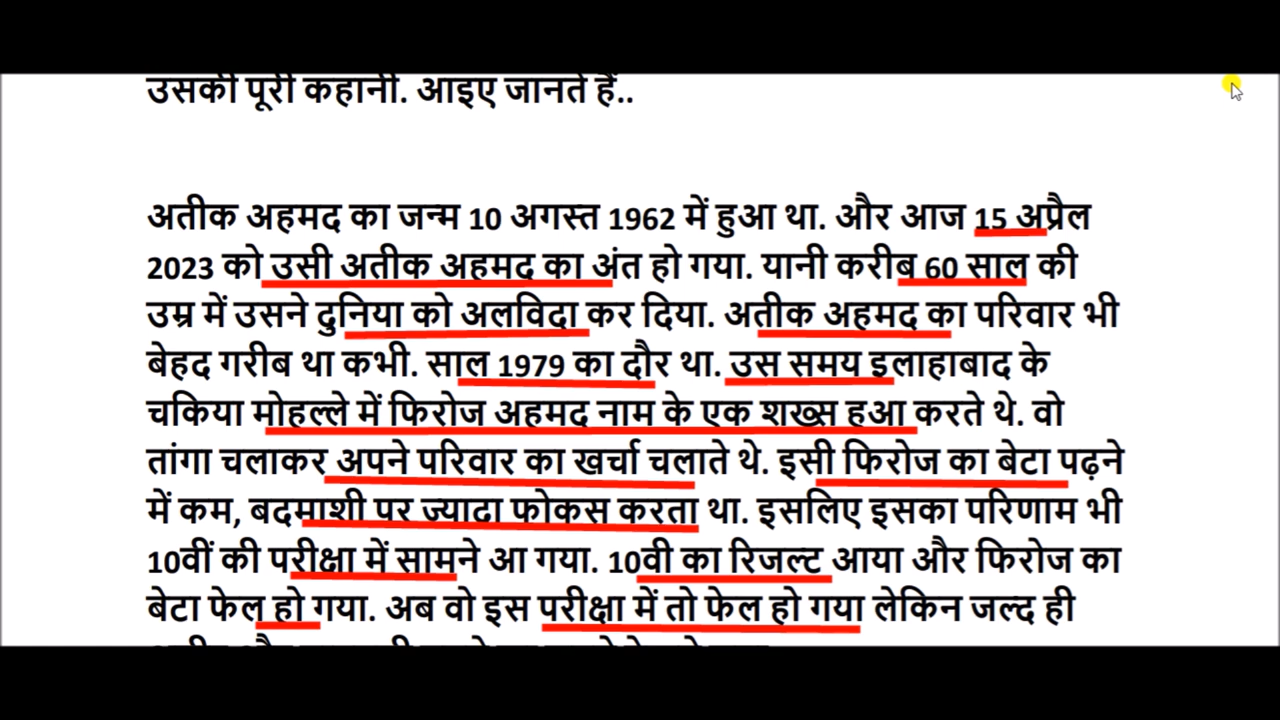 उसकी पूरी कहानी. आइए जानते हैं..
अतीक अहमद का जन्म 10 अगस्त 1962 में हुआ था. और आज 15 अप्रैल
2023 को उसी अतीक अहमद का अंत हो गया. यानी करीब 60 साल की
उम्र में उसने दुनिया को अलविदा कर दिया. अतीक अहमद का परिवार भी
बेहद गरीब था कभी. साल 1979 का दौर था. उस समय इलाहाबाद के
चकिया मोहल्ले में फिरोज अहमद नाम के एक शख्स हुआ करते थे. वो
तांगा चलाकर अपने परिवार का खर्चा चलाते थे. इसी फिरोज का बेटा पढ़ने
में कम, बदमाशी पर ज्यादा फोकस करता था. इसलिए इसका परिणाम भी
10वीं की परीक्षा में सामने आ गया. 10वी का रिजल्ट आया और फिरोज का
बेटा फेल हो गया. अब वो इस परीक्षा में तो फेल हो गया लेकिन जल्द ही